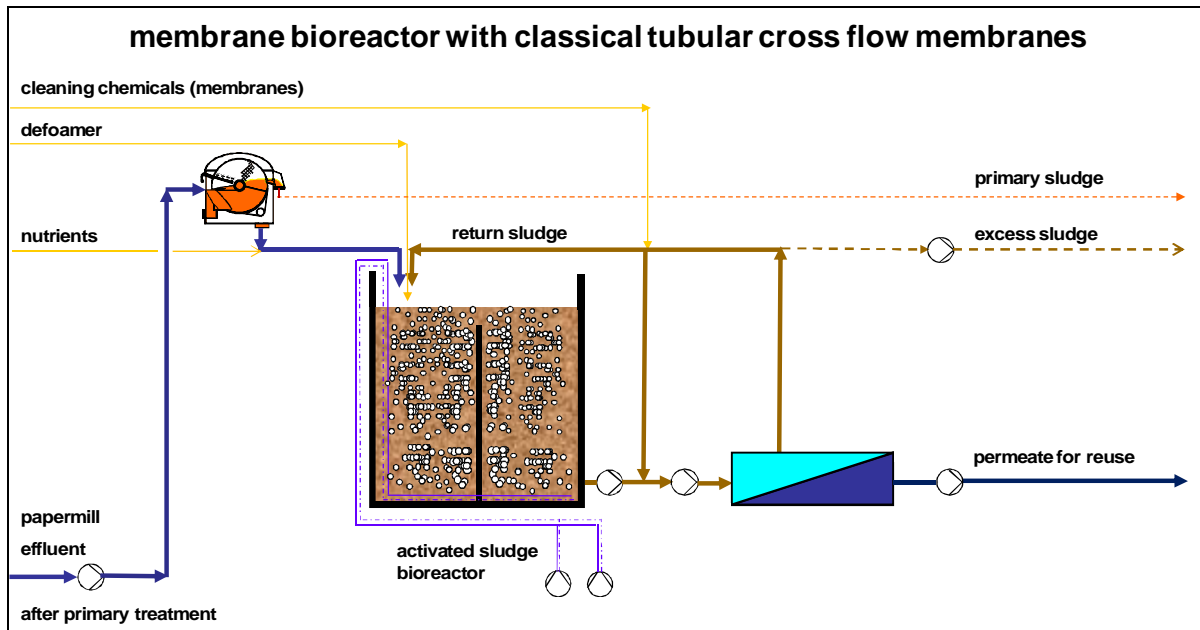 membrane bioreactor with classical tubular cross flow membranes
cleaning chemicals (membranes)
defoamer
primary sludge
nutrients
return sludge
excess sludge
permeate for reuse
papermill
effluent
activated sludge
bioreactor
after primary treatment